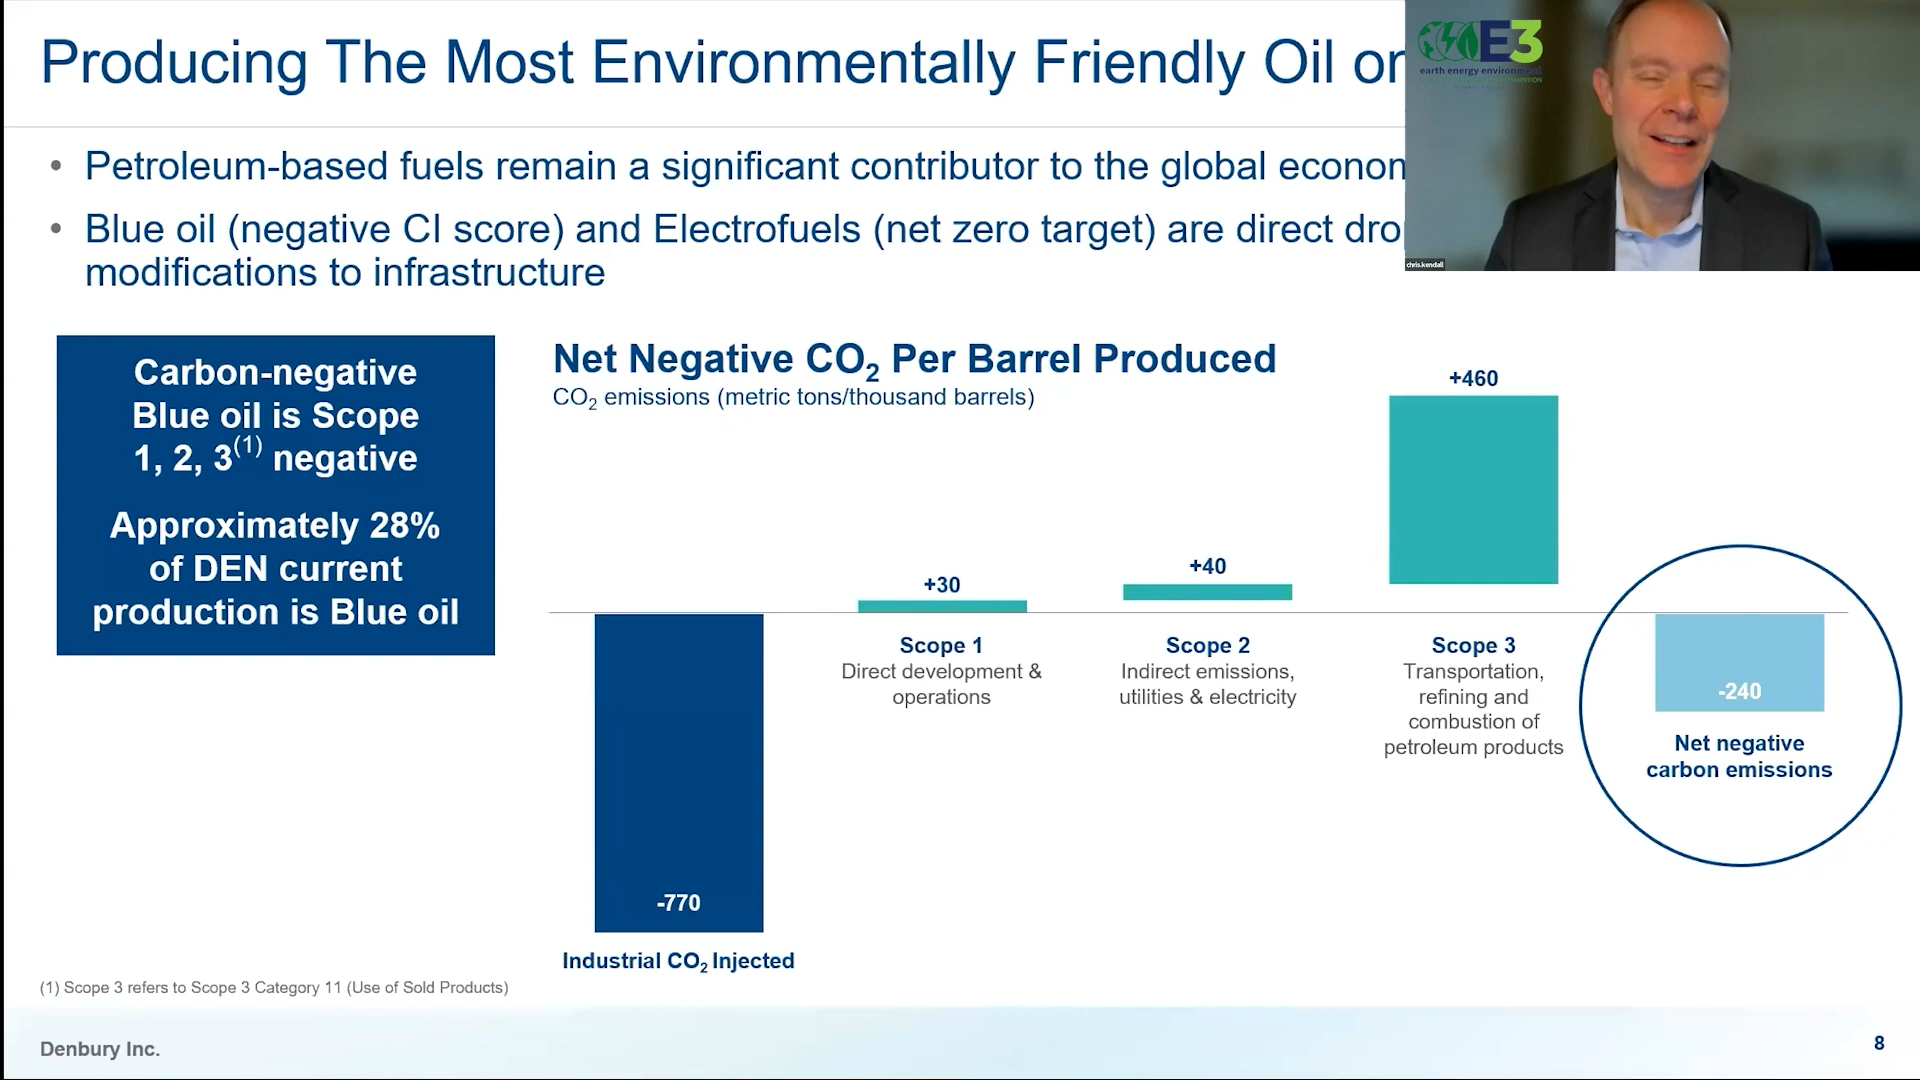 Producing The Most Environmentally Friendly Oil on
E3
earth energy environment
chris.kendall
• Petroleum-based fuels remain a significant contributor to the global
• Blue oil (negative CI score) and Electrofuels (net zero target) are direct
modifications to infrastructure
Carbon-negative
Blue oil is Scope
1, 2, 3(1) negative
Approximately 28%
of DEN current
production is Blue oil
Net Negative CO2 Per Barrel Produced
CO2 emissions (metric tons/thousand barrels)
+460
+40
+30
Scope 1
Direct development &
operations
Scope 2
Indirect emissions,
utilities & electricity
Scope 3
Transportation,
refining and
combustion of
petroleum products
-240
Net negative
carbon emissions
-770
Industrial CO2 Injected
(1) Scope 3 refers to Scope 3 Category 11 (Use of Sold Products)
Denbury Inc.
8